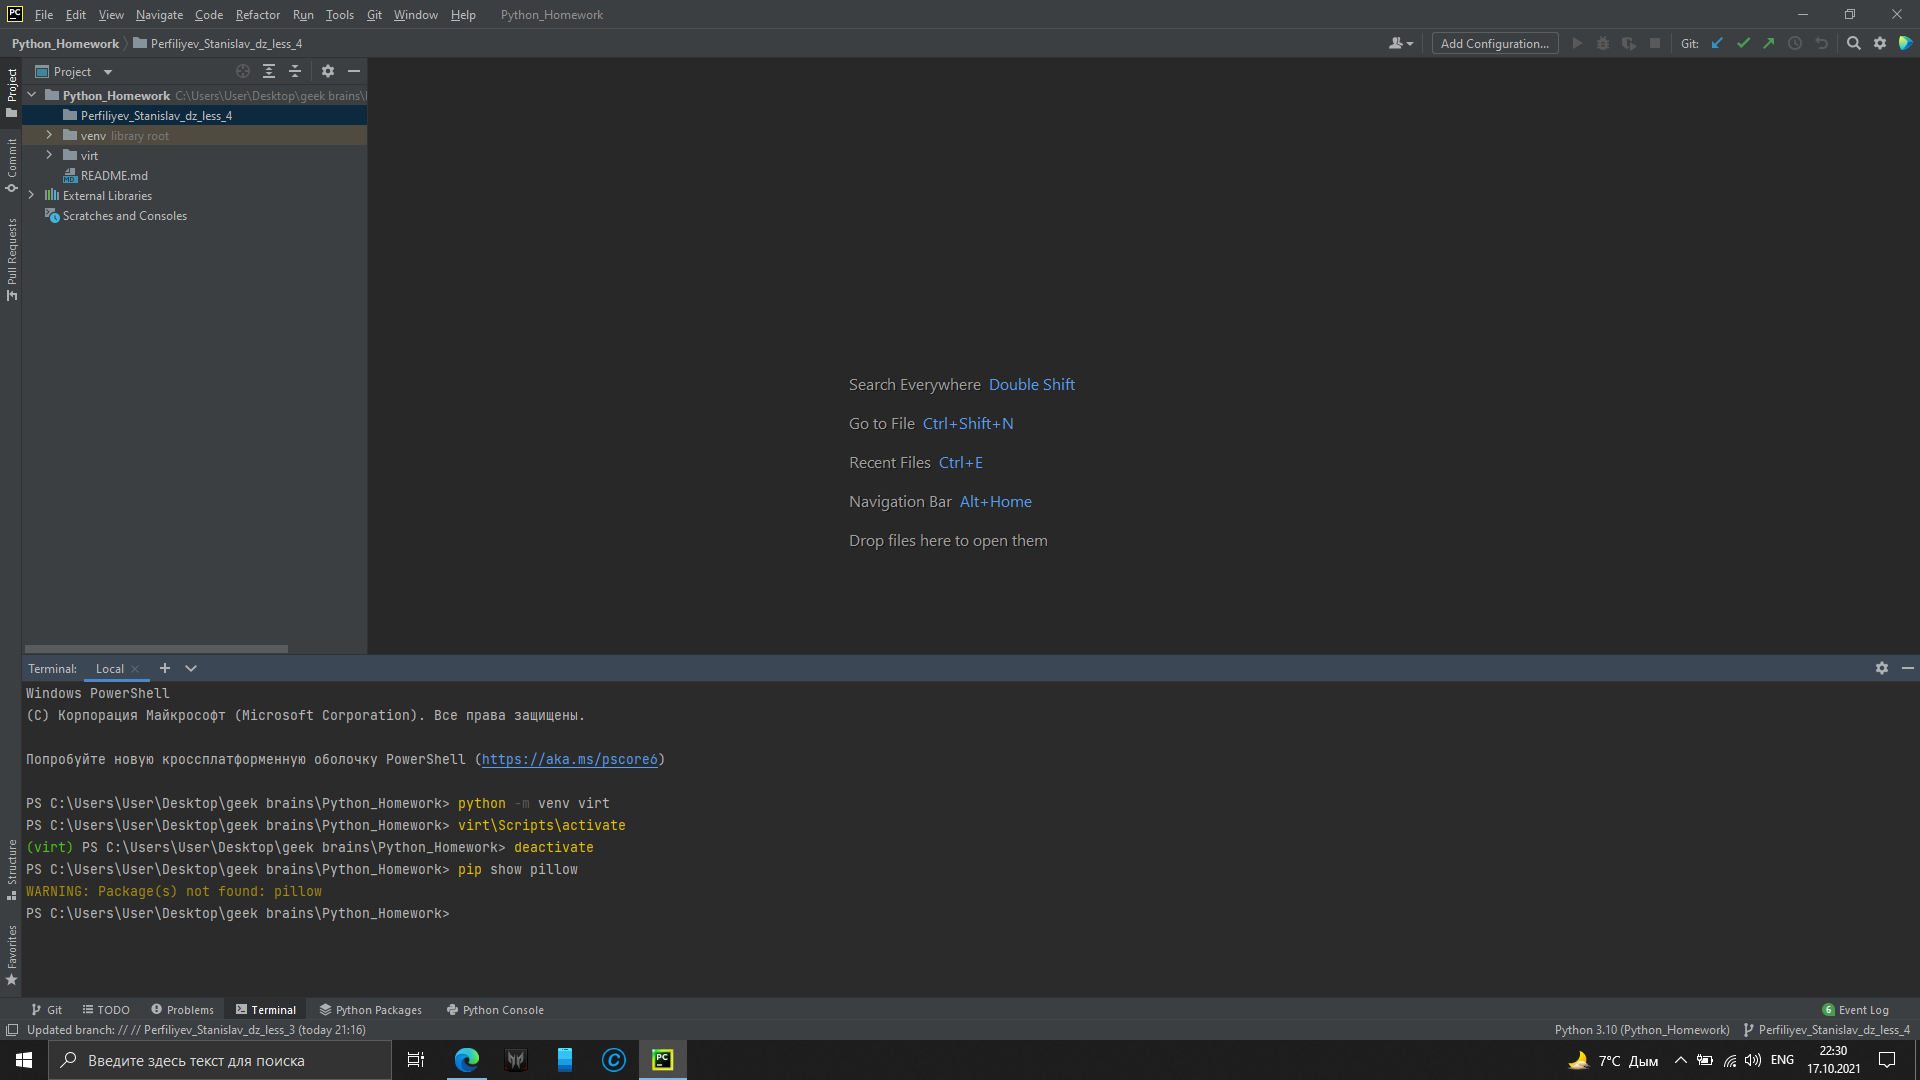 PC File Edit View Navigate Code Refactor Run Tools Git Window Help Python_Homework
Python_Homework Perfiliyev_Stanislav_dz_less_4 Add Configuration... Git:
Project
Python_Homework C:\Users\User\Desktop\geek brains\
Perfiliyev_Stanislav_dz_less_4
venv library root
virt
README.md
External Libraries
Scratches and Consoles
Project
Commit
Pull Requests
Structure
Favorites
Search Everywhere Double Shift
Go to File Ctrl+Shift+N
Recent Files Ctrl+E
Navigation Bar Alt+Home
Drop files here to open them
Terminal: Local
Windows PowerShell
(C) Корпорация Майкрософт (Microsoft Corporation). Все права защищены.
Попробуйте новую кроссплатформенную оболочку PowerShell (https://aka.ms/pscore6)
PS C:\Users\User\Desktop\geek brains\Python_Homework> python -m venv virt
PS C:\Users\User\Desktop\geek brains\Python_Homework> virt\Scripts\activate
(virt) PS C:\Users\User\Desktop\geek brains\Python_Homework> deactivate
PS C:\Users\User\Desktop\geek brains\Python_Homework> pip show pillow
WARNING: Package(s) not found: pillow
PS C:\Users\User\Desktop\geek brains\Python_Homework>
Git TODO Problems Terminal Python Packages Python Console 6 Event Log
Updated branch: // // Perfiliyev_Stanislav_dz_less_3 (today 21:16) Python 3.10 (Python_Homework) Perfiliyev_Stanislav_dz_less_4
Введите здесь текст для поиска PC 7°C Дым ENG 22:30
17.10.2021